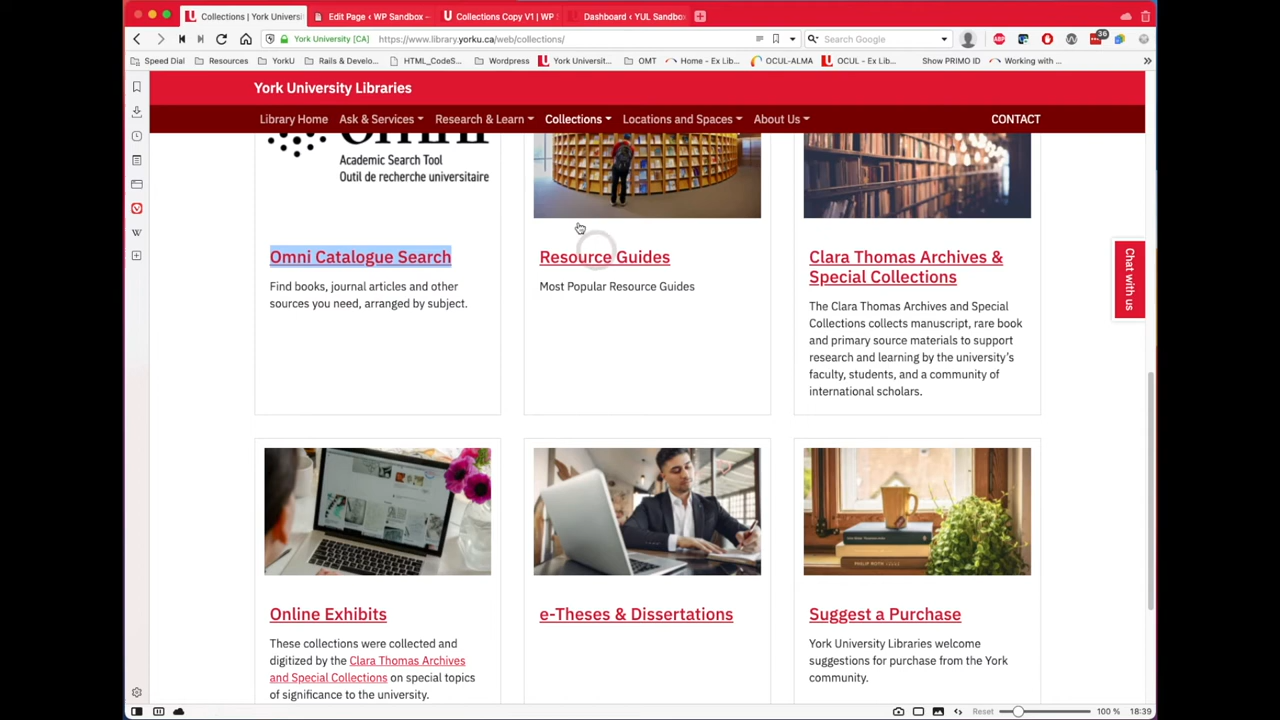 Collections | York Universi
Edit Page < WP Sandbox –
Collections Copy V1 | WP S
Dashboard < YUL Sandbo
York University [CA]
https://www.library.yorku.ca/web/collections/
Search Google
ABP
36
Speed Dial
Resources
YorkU
Rails & Develo...
HTML_CodeS...
Wordpress
York Universit...
OMT
Home - Ex Lib...
OCUL-ALMA
OCUL - Ex Lib...
Show PRIMO ID
Working with ...
York University Libraries
Library Home
Ask & Services
Research & Learn
Collections
Locations and Spaces
About Us
CONTACT
Academic Search Tool
Outil de recherche universitaire
Omni Catalogue Search
Find books, journal articles and other
sources you need, arranged by subject.
Resource Guides
Most Popular Resource Guides
Clara Thomas Archives &
Special Collections
The Clara Thomas Archives and Special
Collections collects manuscript, rare book
and primary source materials to support
research and learning by the university's
faculty, students, and a community of
international scholars.
Chat with us
Online Exhibits
These collections were collected and
digitized by the Clara Thomas Archives
and Special Collections on special topics
of significance to the university.
e-Theses & Dissertations
PHILIP ROTH
Suggest a Purchase
York University Libraries welcome
suggestions for purchase from the York
community.
Reset
100 %
18:39